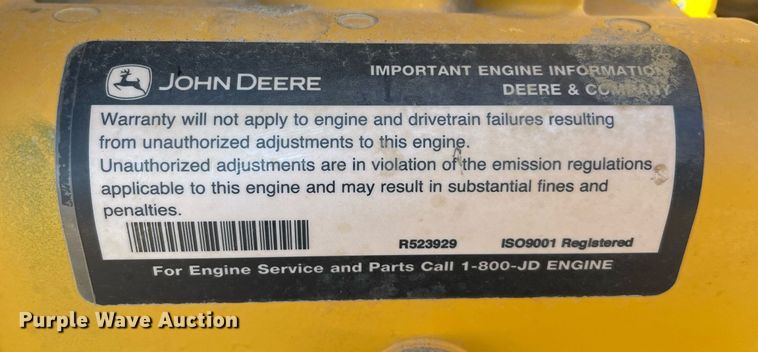 JOHN DEERE
IMPORTANT ENGINE INFORMATION
DEERE & COMPANY
Warranty will not apply to engine and drivetrain failures resulting
from unauthorized adjustments to this engine.
Unauthorized adjustments are in violation of the emission regulations
applicable to this engine and may result in substantial fines and
penalties.
R523929 ISO9001 Registered
For Engine Service and Parts Call 1-800-JD ENGINE
Purple Wave Auction